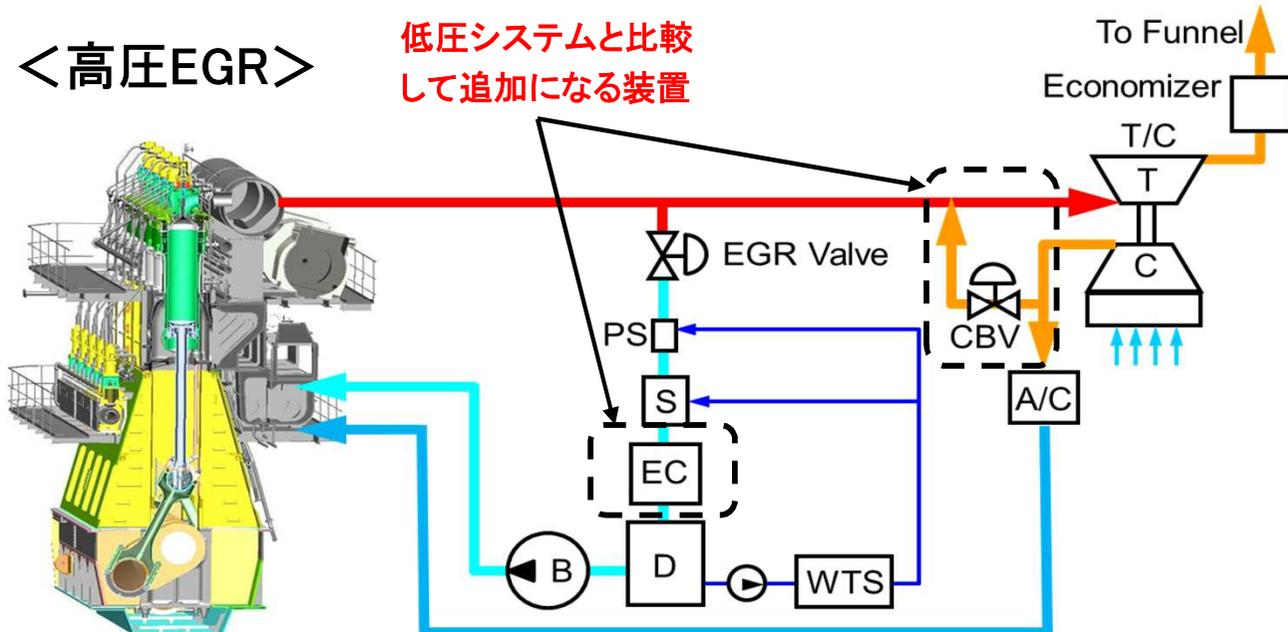 <高圧EGR>
低圧システムと比較
して追加になる装置
To Funnel
Economizer
T/C
T
C
EGR Valve
CBV
PS
S
A/C
EC
B
D
WTS